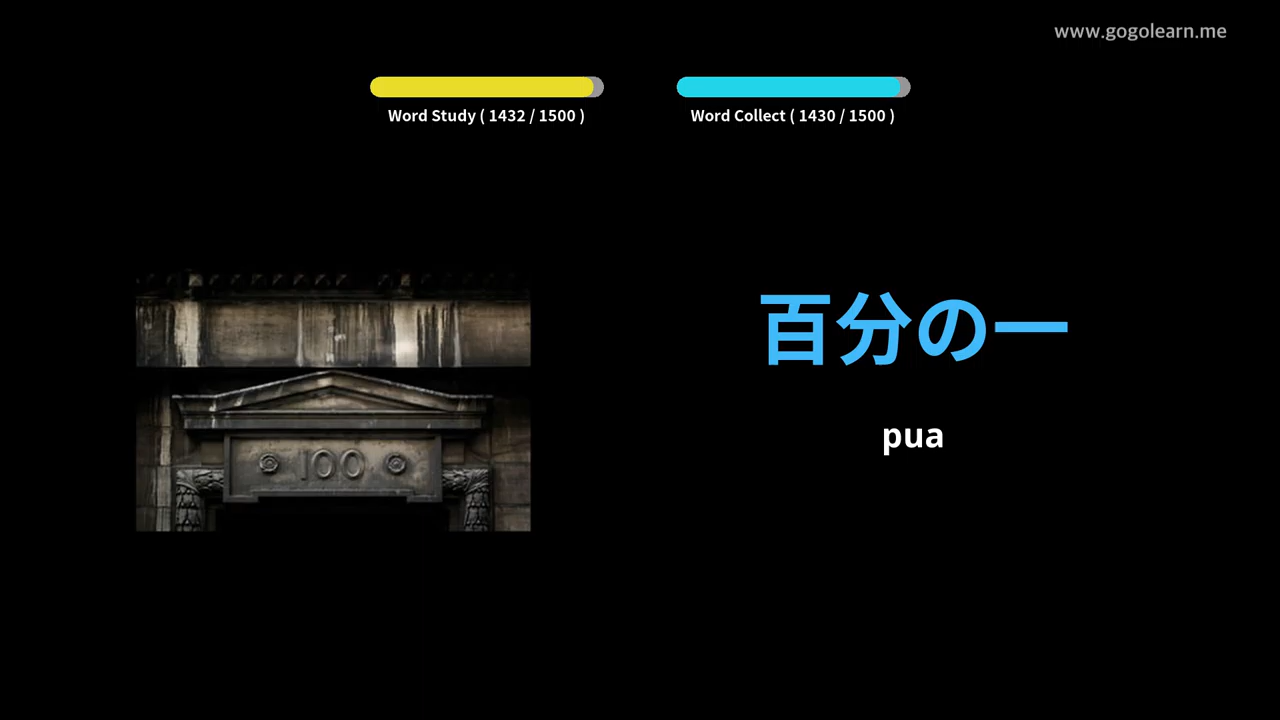 www.gogolearn.me
Word Study ( 1432 / 1500 )
Word Collect ( 1430 / 1500 )
百分の一
pua
100